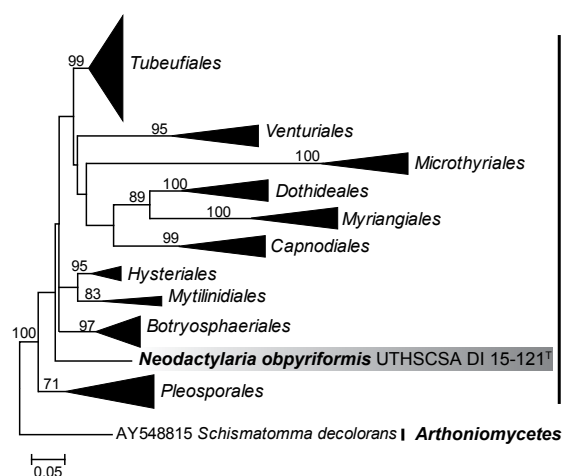 99 Tubeufiales
95 Venturiales
100 Microthyriales
100 Dothideales
89
100 Myriangiales
99 Capnodiales
95 Hysteriales
83 Mytilinidiales
97 Botryosphaeriales
100
Neodactylaria obpyriformis UTHSCSA DI 15-121ᵀ
71 Pleosporales
AY548815 Schismatomma decolorans Arthoniomycetes
0.05